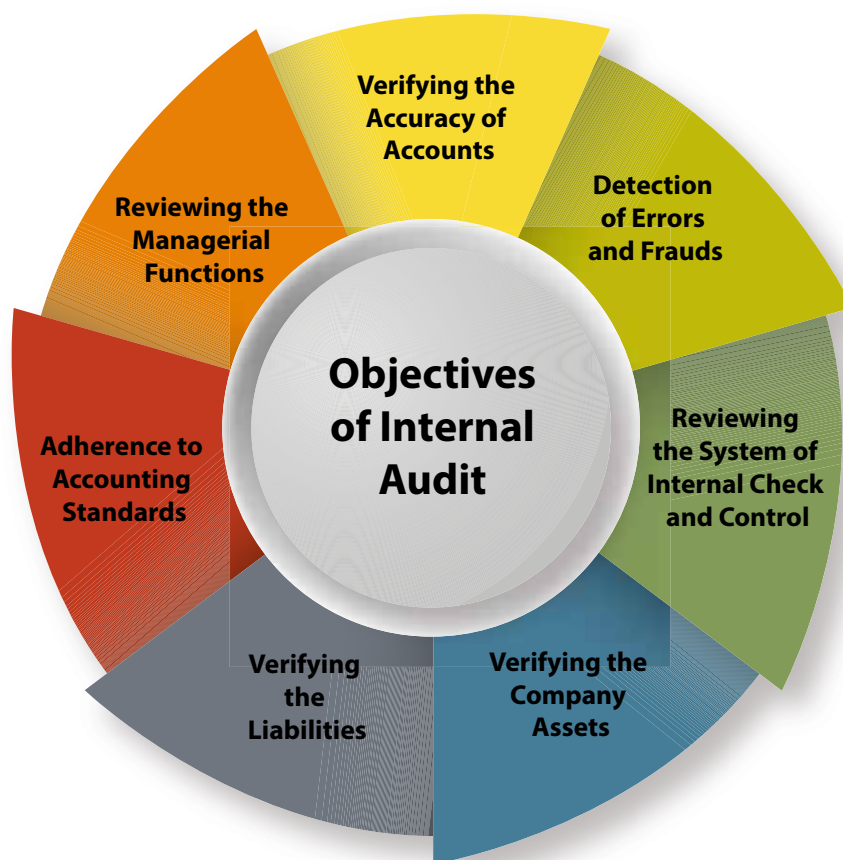 Objectives
of Internal
Audit
Verifying the
Accuracy of
Accounts
Detection
of Errors
and Frauds
Reviewing
the System of
Internal Check
and Control
Verifying the
Company
Assets
Verifying
the
Liabilities
Adherence to
Accounting
Standards
Reviewing the
Managerial
Functions